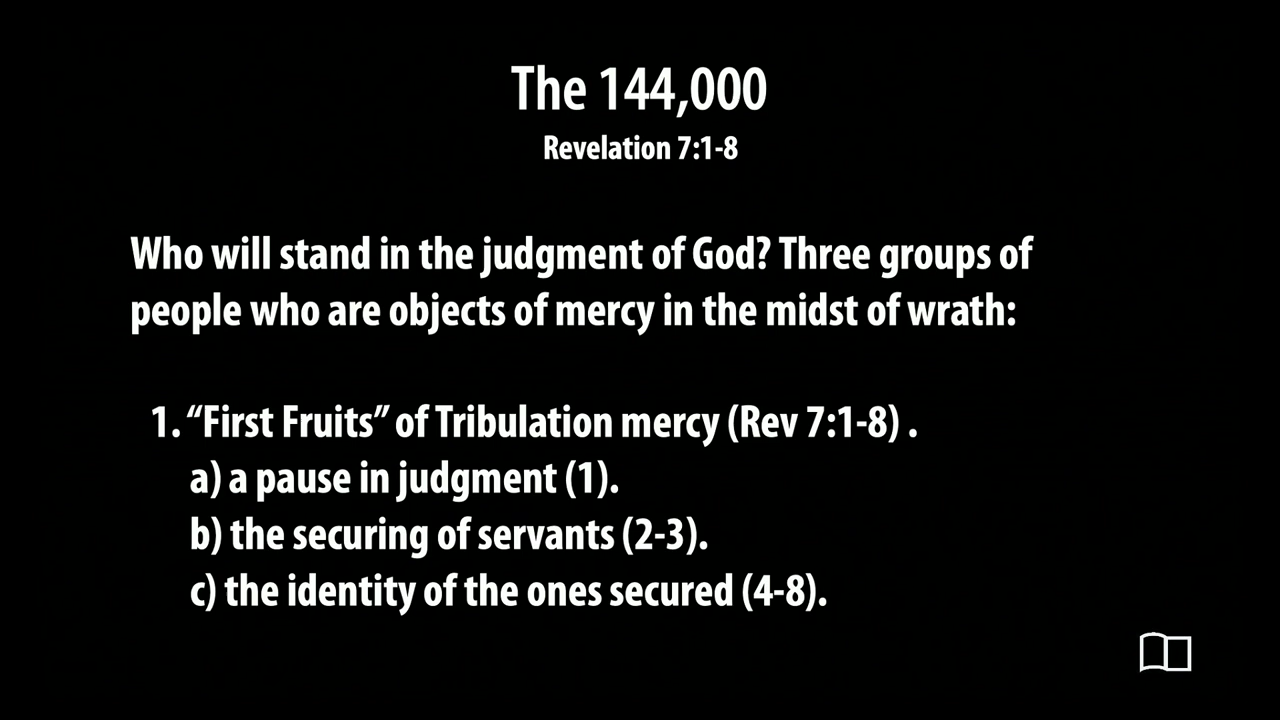 The 144,000
Revelation 7:1-8
Who will stand in the judgment of God? Three groups of
people who are objects of mercy in the midst of wrath:
1. “First Fruits” of Tribulation mercy (Rev 7:1-8) .
a) a pause in judgment (1).
b) the securing of servants (2-3).
c) the identity of the ones secured (4-8).